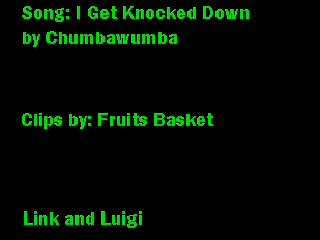 Song: I Get Knocked Down
by Chumbawumba
Clips by: Fruits Basket
Link and Luigi